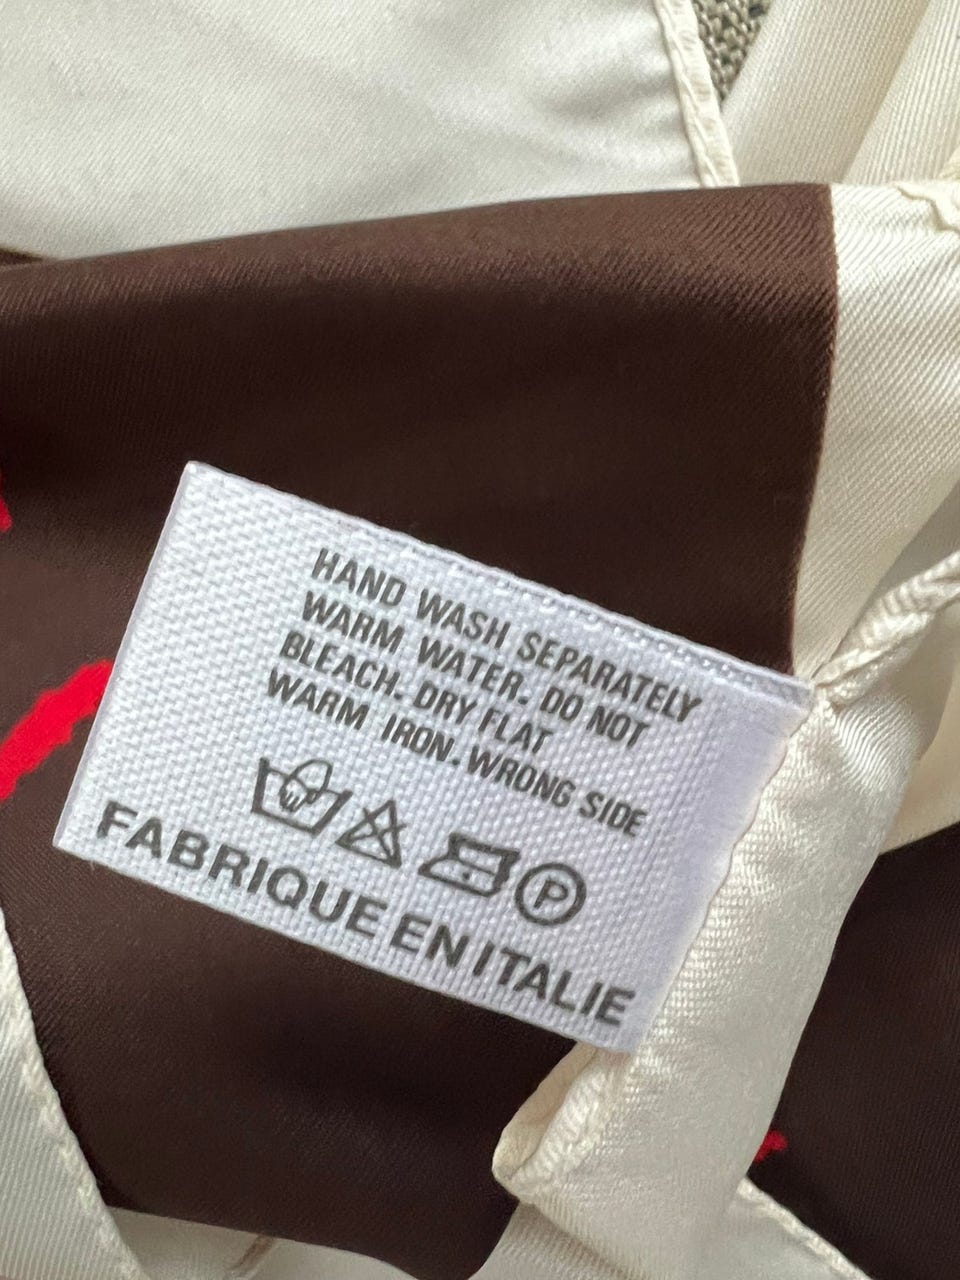 HAND WASH SEPARATELY
WARM WATER. DO NOT
BLEACH. DRY FLAT
WARM IRON. WRONG SIDE
P
FABRIQUE EN ITALIE